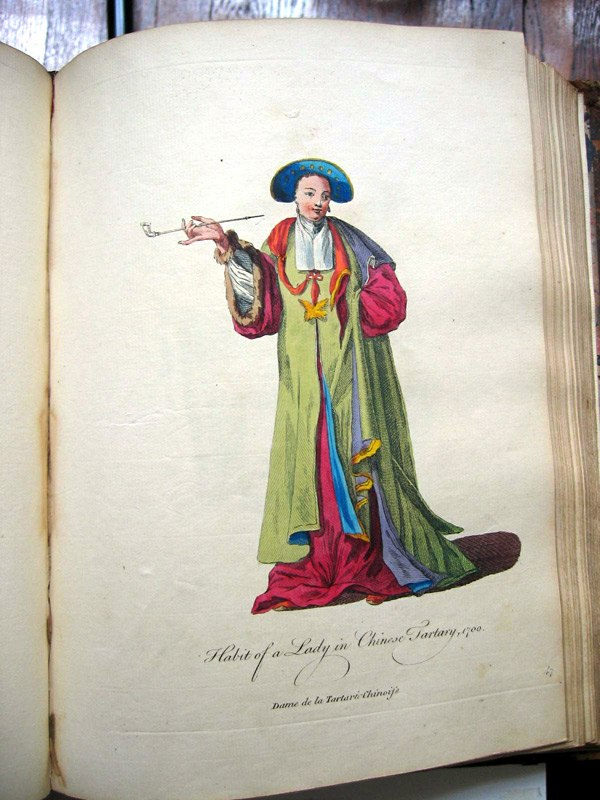 Habit of a Lady in Chinese Tartary, 1700.
Dame de la Tartarie Chinoise